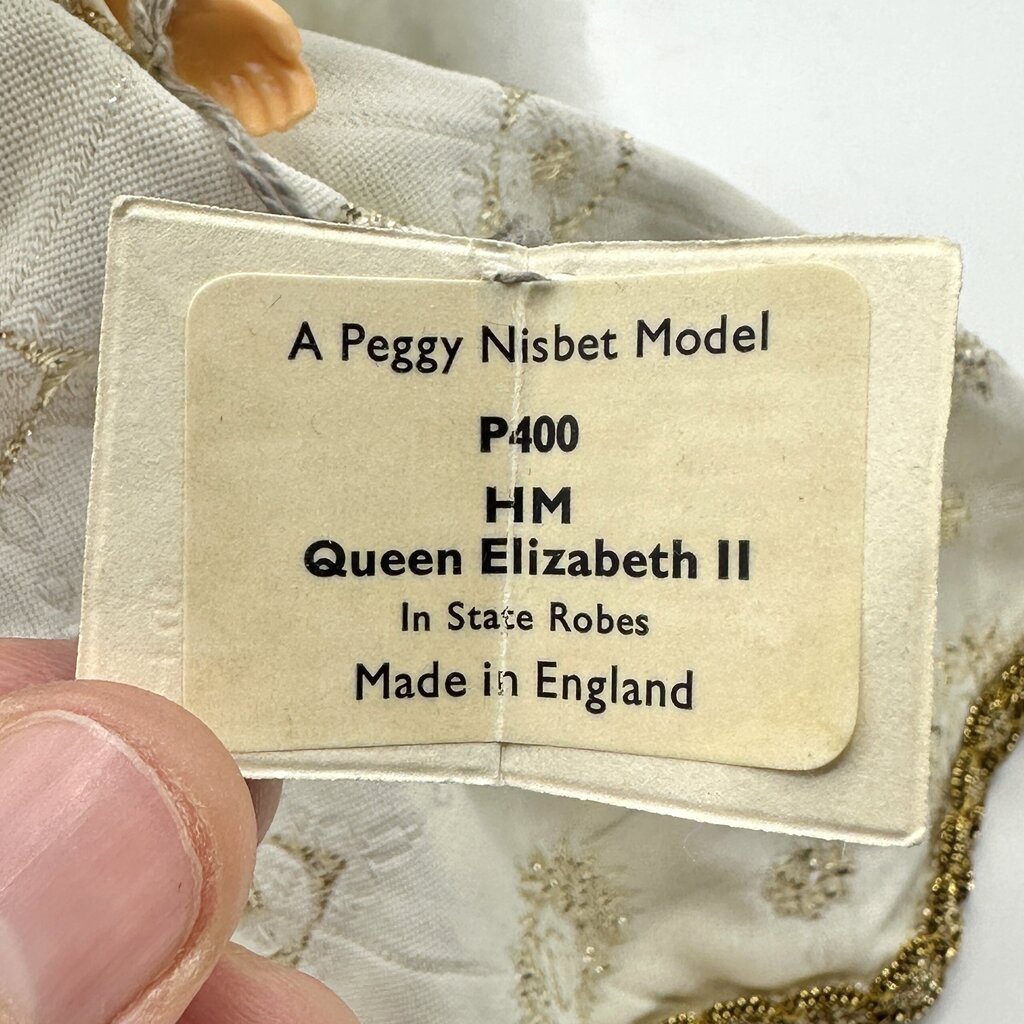 A Peggy Nisbet Model
P400
HM
Queen Elizabeth II
In State Robes
Made in England